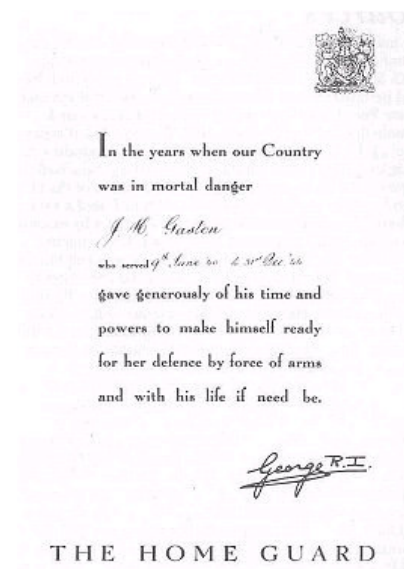 In the years when our Country
was in mortal danger
J. M. Gaston
who served 9th June '40 to 31st Dec '44
gave generously of his time and
powers to make himself ready
for her defence by force of arms
and with his life if need be.
George R.I.
THE HOME GUARD